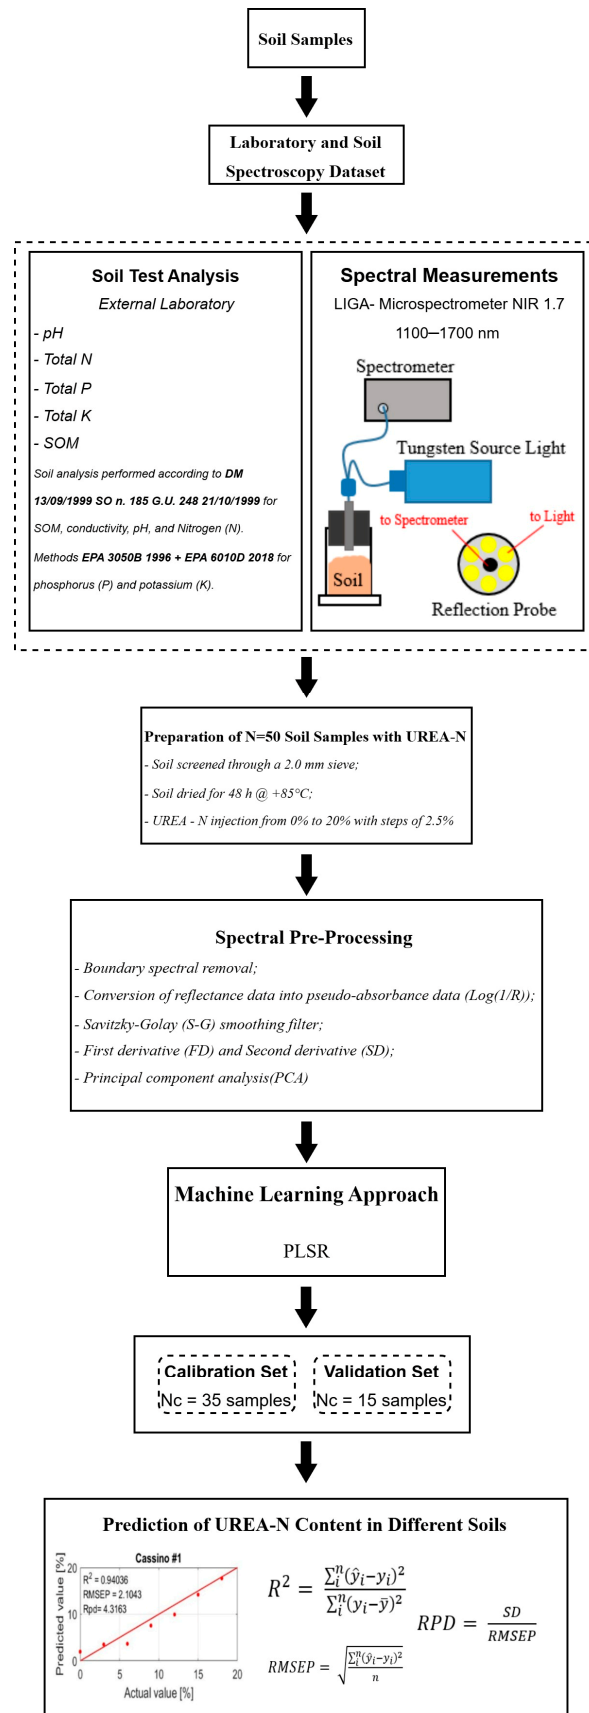 Soil Samples
Laboratory and Soil
Spectroscopy Dataset
Soil Test Analysis
External Laboratory
- pH
- Total N
- Total P
- Total K
- SOM
Soil analysis performed according to DM
13/09/1999 SO n. 185 G.U. 248 21/10/1999 for
SOM, conductivity, pH, and Nitrogen (N).
Methods EPA 3050B 1996 + EPA 6010D 2018 for
phosphorus (P) and potassium (K).
Spectral Measurements
LIGA- Microspectrometer NIR 1.7
1100–1700 nm
Spectrometer
Tungsten Source Light
to Spectrometer
to Light
Soil
Reflection Probe
Preparation of N=50 Soil Samples with UREA-N
- Soil screened through a 2.0 mm sieve;
- Soil dried for 48 h @ +85°C;
- UREA - N injection from 0% to 20% with steps of 2.5%
Spectral Pre-Processing
- Boundary spectral removal;
- Conversion of reflectance data into pseudo-absorbance data (Log(1/R));
- Savitzky-Golay (S-G) smoothing filter;
- First derivative (FD) and Second derivative (SD);
- Principal component analysis(PCA)
Machine Learning Approach
PLSR
Calibration Set
Nc = 35 samples
Validation Set
Nc = 15 samples
Prediction of UREA-N Content in Different Soils
Cassino #1
Predicted value [%]
20
10
0
R² = 0.94036
RMSEP = 2.1043
Rpd= 4.3163
0 5 10 15 20
Actual value [%]
R² = ∑ᵢⁿ(ŷᵢ−yᵢ)² / ∑ᵢⁿ(yᵢ−ȳ)²
RPD = SD / RMSEP
RMSEP = √(∑ᵢⁿ(ŷᵢ−yᵢ)² / n)